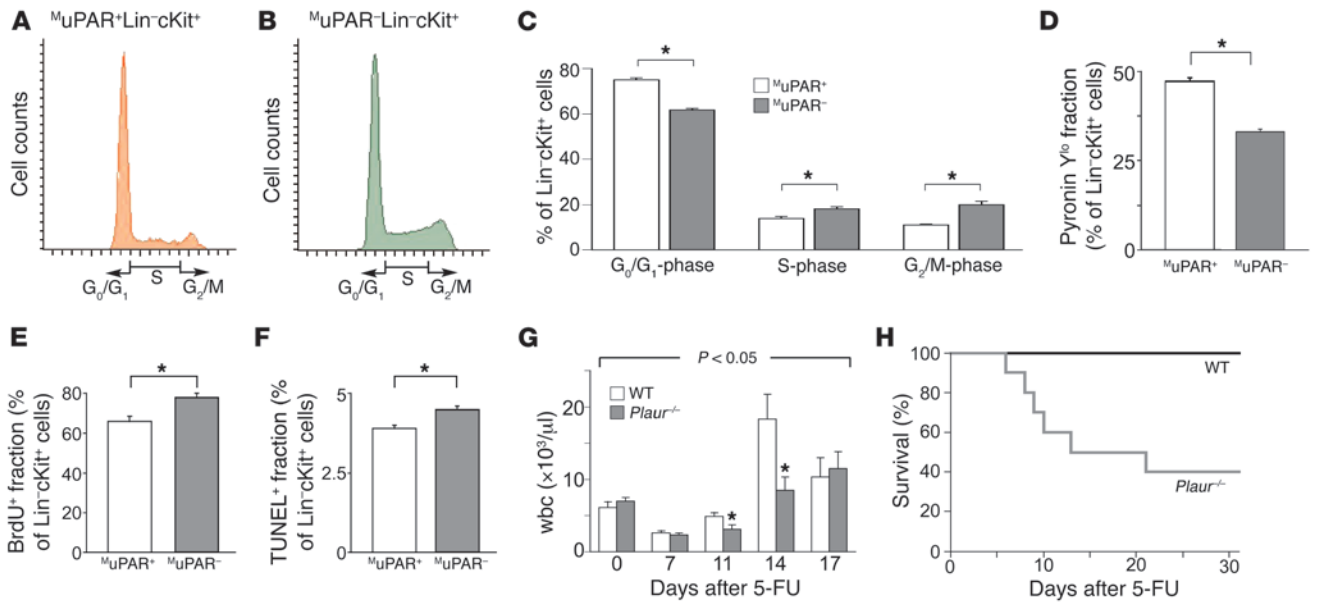 A
ᴹuPAR⁺Lin⁻cKit⁺
Cell counts
G₀/G₁
S
G₂/M
B
ᴹuPAR⁻Lin⁻cKit⁺
Cell counts
G₀/G₁
S
G₂/M
C
% of Lin⁻cKit⁺ cells
80
60
40
20
0
*
*
*
ᴹuPAR⁺
ᴹuPAR⁻
G₀/G₁-phase
S-phase
G₂/M-phase
D
Pyronin Yˡᵒ fraction
(% of Lin⁻cKit⁺ cells)
50
25
0
*
ᴹuPAR⁺
ᴹuPAR⁻
E
BrdU⁺ fraction (%
of Lin⁻cKit⁺ cells)
80
60
40
20
0
*
ᴹuPAR⁺
ᴹuPAR⁻
F
TUNEL⁺ fraction (%
of Lin⁻cKit⁺ cells)
5
2.5
0
*
ᴹuPAR⁺
ᴹuPAR⁻
G
P < 0.05
WT
Plaur⁻/⁻
wbc (×10³/μl)
20
10
0
*
*
0
7
11
14
17
Days after 5-FU
H
Survival (%)
100
80
60
40
20
0
WT
Plaur⁻/⁻
0
10
20
30
Days after 5-FU